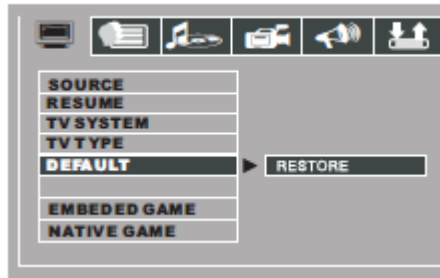 SOURCE
RESUME
TV SYSTEM
TV TYPE
DEFAULT
RESTORE
EMBEDED GAME
NATIVE GAME